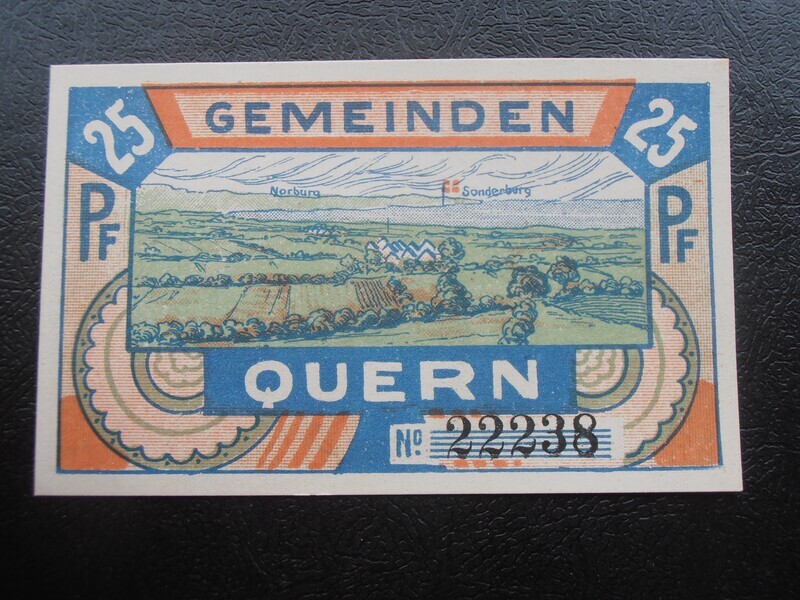 25 GEMEINDEN 25
PF PF
Norburg Sonderburg
QUERN
No. 22238